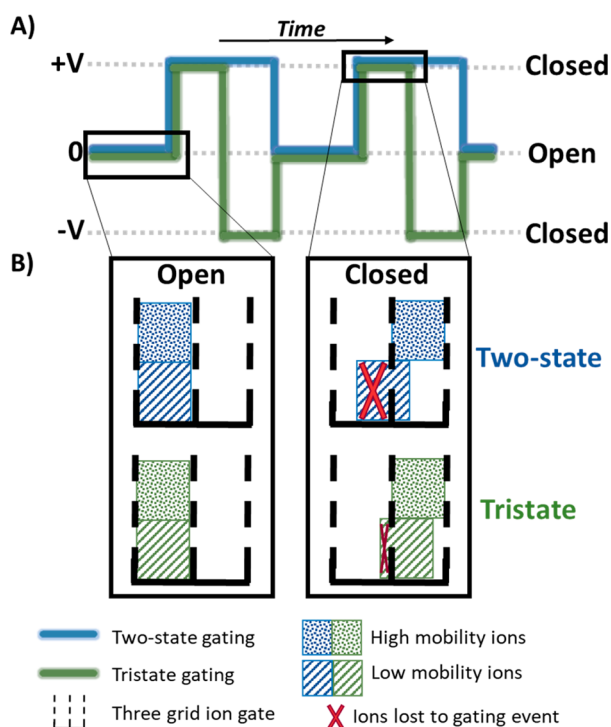 A)
Time
+V
Closed
0
Open
-V
Closed
B)
Open
Closed
Two-state
Tristate
Two-state gating
High mobility ions
Tristate gating
Low mobility ions
Three grid ion gate
Ions lost to gating event